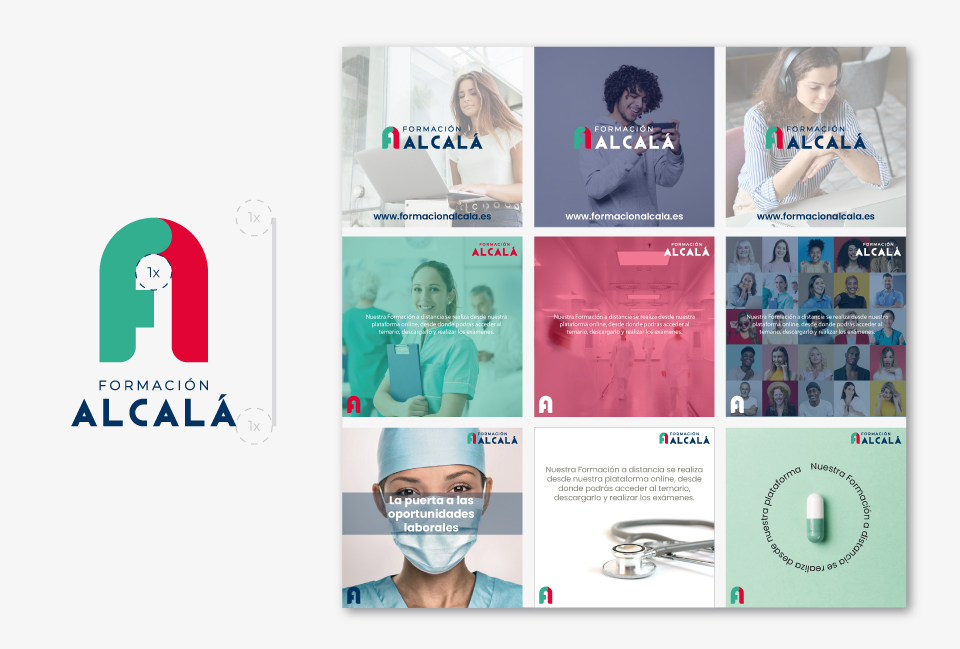 1x
1x
FORMACIÓN
ALCALÁ
1x
FORMACIÓN
ALCALÁ
www.formacionalcala.es
FORMACIÓN
ALCALÁ
www.formacionalcala.es
FORMACIÓN
ALCALÁ
www.formacionalcala.es
FORMACIÓN
ALCALÁ
Nuestra Formación a distancia se realiza desde nuestra
plataforma online, desde donde podrás acceder al
temario, descargarlo y realizar los exámenes.
FORMACIÓN
ALCALÁ
Nuestra Formación a distancia se realiza desde nuestra
plataforma online, desde donde podrás acceder al
temario, descargarlo y realizar los exámenes.
FORMACIÓN
ALCALÁ
Nuestra Formación a distancia se realiza desde nuestra
plataforma online, desde donde podrás acceder al
temario, descargarlo y realizar los exámenes.
FORMACIÓN
ALCALÁ
La puerta a las
oportunidades
laborales
FORMACIÓN
ALCALÁ
Nuestra Formación a distancia se realiza
desde nuestra plataforma online, desde
donde podrás acceder al temario,
descargarlo y realizar los exámenes.
FORMACIÓN
ALCALÁ
Nuestra Formación a distancia se realiza desde nuestra plataforma